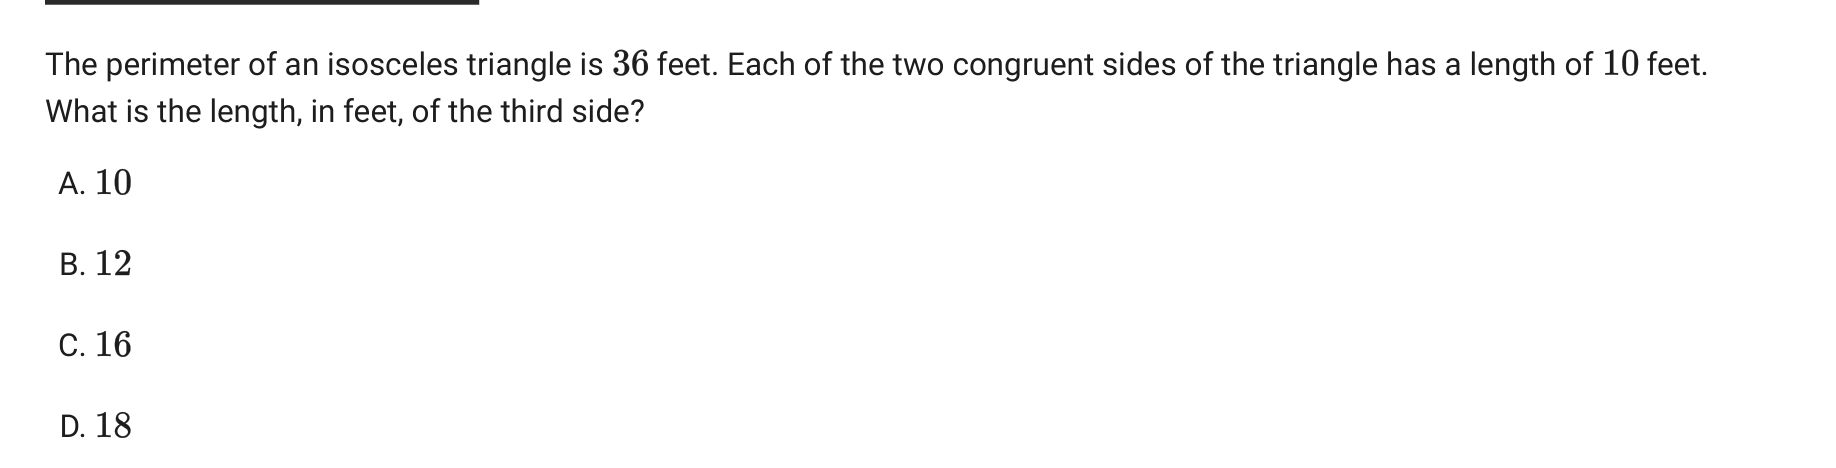 The perimeter of an isosceles triangle is 36 feet. Each of the two congruent sides of the triangle has a length of 10 feet.
What is the length, in feet, of the third side?
A. 10
B. 12
C. 16
D. 18